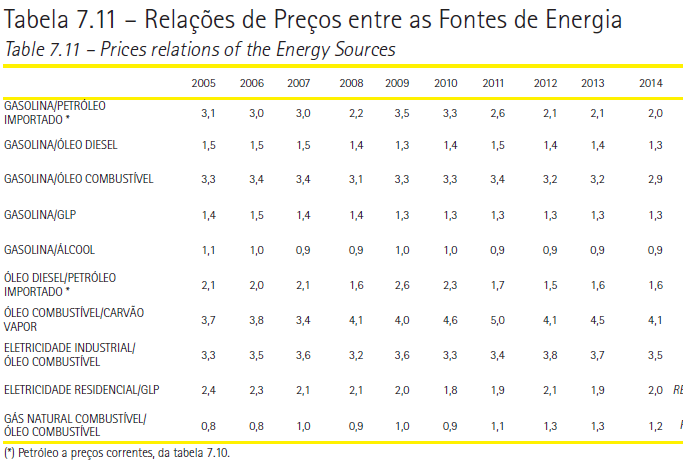 Tabela 7.11 – Relações de Preços entre as Fontes de Energia
Table 7.11 – Prices relations of the Energy Sources
2005 2006 2007 2008 2009 2010 2011 2012 2013 2014
GASOLINA/PETRÓLEO
IMPORTADO * 3,1 3,0 3,0 2,2 3,5 3,3 2,6 2,1 2,1 2,0
GASOLINA/ÓLEO DIESEL 1,5 1,5 1,5 1,4 1,3 1,4 1,5 1,4 1,4 1,3
GASOLINA/ÓLEO COMBUSTÍVEL 3,3 3,4 3,4 3,1 3,3 3,3 3,4 3,2 3,2 2,9
GASOLINA/GLP 1,4 1,5 1,4 1,4 1,3 1,3 1,3 1,3 1,3 1,3
GASOLINA/ÁLCOOL 1,1 1,0 0,9 0,9 1,0 1,0 0,9 0,9 0,9 0,9
ÓLEO DIESEL/PETRÓLEO
IMPORTADO * 2,1 2,0 2,1 1,6 2,6 2,3 1,7 1,5 1,6 1,6
ÓLEO COMBUSTÍVEL/CARVÃO
VAPOR 3,7 3,8 3,4 4,1 4,0 4,6 5,0 4,1 4,5 4,1
ELETRICIDADE INDUSTRIAL/
ÓLEO COMBUSTÍVEL 3,3 3,5 3,6 3,2 3,6 3,3 3,4 3,8 3,7 3,5
ELETRICIDADE RESIDENCIAL/GLP 2,4 2,3 2,1 2,1 2,0 1,8 1,9 2,1 1,9 2,0
GÁS NATURAL COMBUSTÍVEL/
ÓLEO COMBUSTÍVEL 0,8 0,8 1,0 0,9 1,0 0,9 1,1 1,3 1,3 1,2
(*) Petróleo a preços correntes, da tabela 7.10.